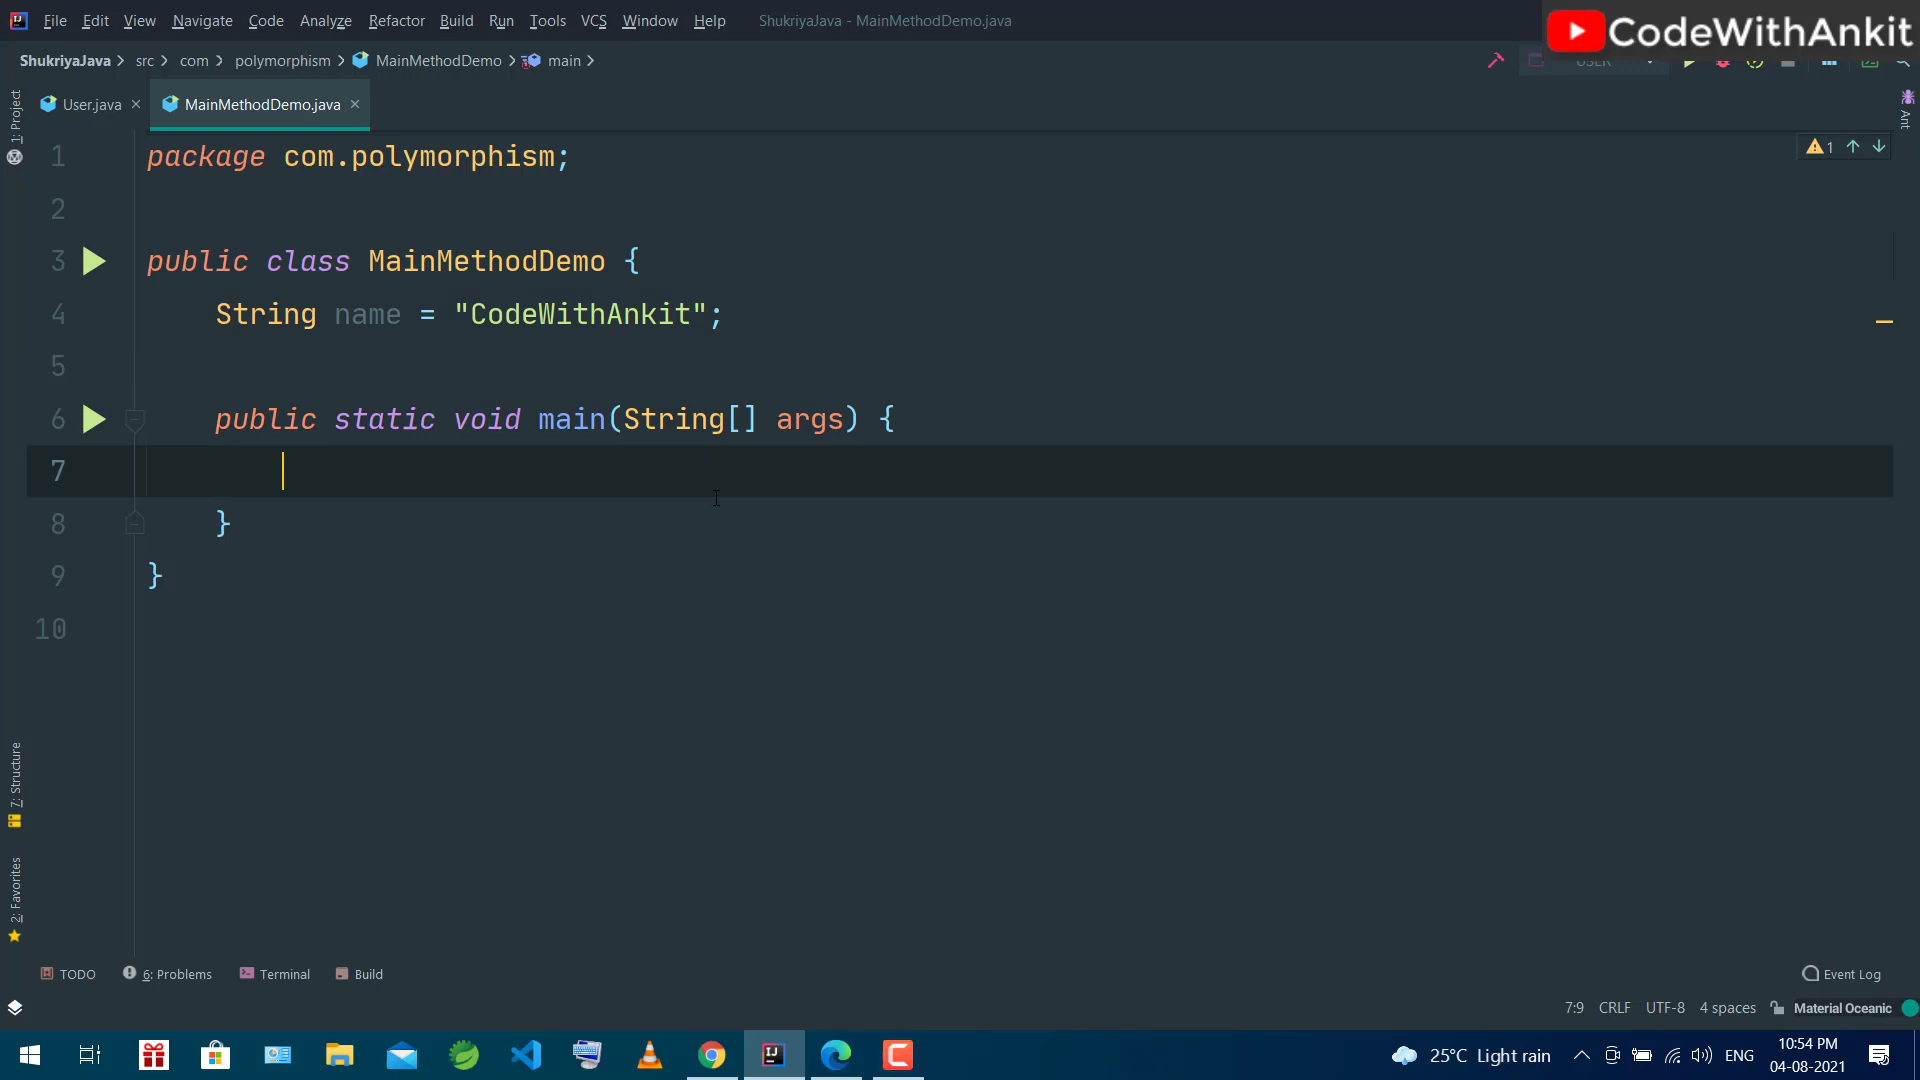 File Edit View Navigate Code Analyze Refactor Build Run Tools VCS Window Help ShukriyaJava - MainMethodDemo.java
CodeWithAnkit
ShukriyaJava src com polymorphism MainMethodDemo main
USER
User.java MainMethodDemo.java
1: Project
Ant
1 package com.polymorphism;
1
2
3 public class MainMethodDemo {
4 String name = "CodeWithAnkit";
5
6 public static void main(String[] args) {
7
8 }
9 }
10
7: Structure
2: Favorites
TODO 6: Problems Terminal Build Event Log
7:9 CRLF UTF-8 4 spaces Material Oceanic
25°C Light rain ENG 10:54 PM
04-08-2021